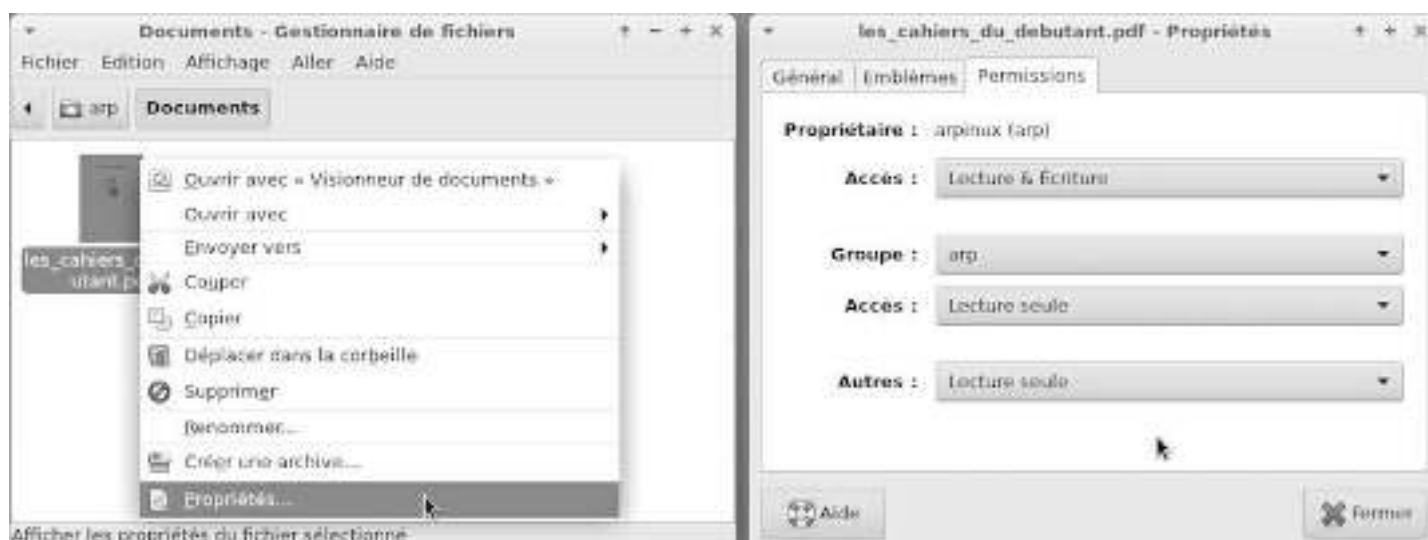 Documents - Gestionnaire de fichiers
Fichier Edition Affichage Aller Aide
arp Documents
les_cahiers_
utant.p
Ouvrir avec « Visionneur de documents »
Ouvrir avec
Envoyer vers
Couper
Copier
Déplacer dans la corbeille
Supprimer
Renommer...
Créer une archive...
Propriétés...
Afficher les propriétés du fichier sélectionné
les_cahiers_du_debutant.pdf - Propriétés
Général Emblèmes Permissions
Propriétaire : arpinux (arp)
Accès : Lecture & Écriture
Groupe : arp
Accès : Lecture seule
Autres : Lecture seule
Aide Fermer